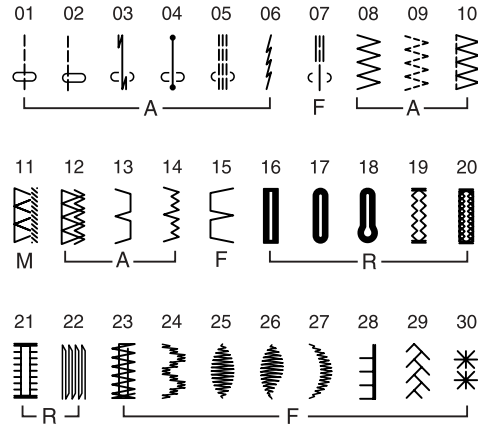 01 02 03 04 05 06 07 08 09 10
A F A
11 12 13 14 15 16 17 18 19 20
M A F R
21 22 23 24 25 26 27 28 29 30
R F